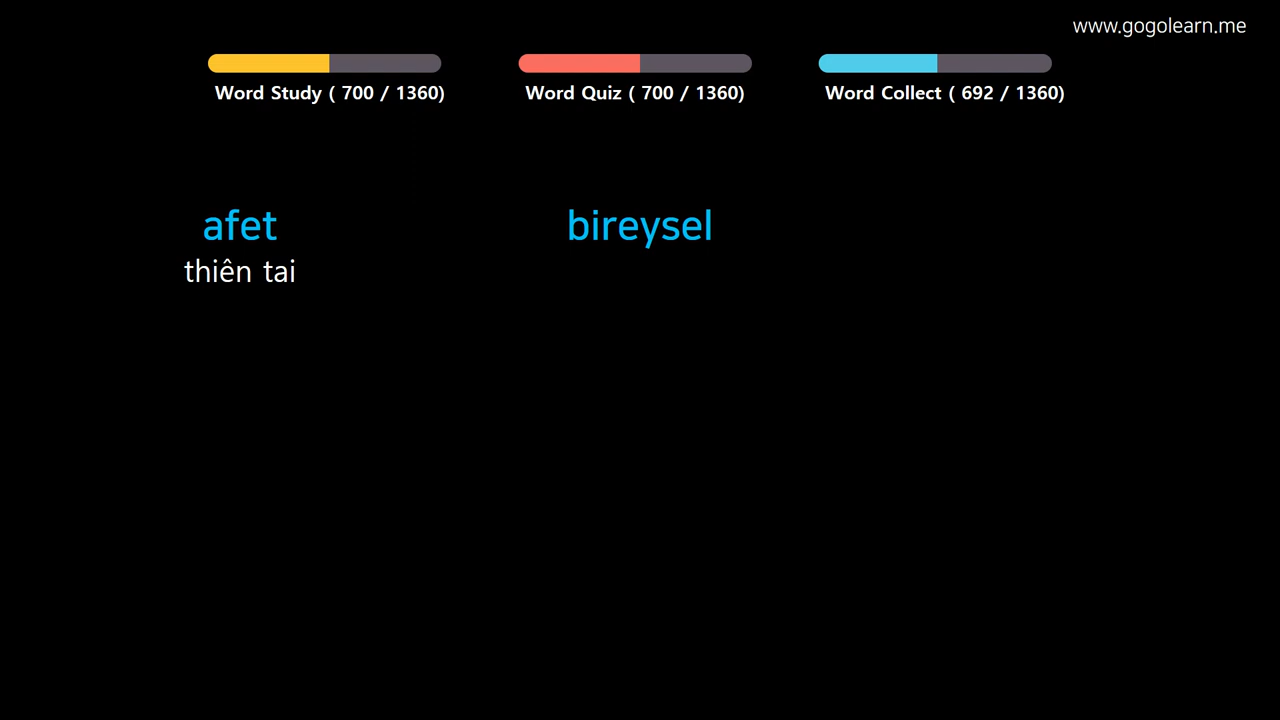 www.gogolearn.me
Word Study ( 700 / 1360)
Word Quiz ( 700 / 1360)
Word Collect ( 692 / 1360)
afet
thiên tai
bireysel